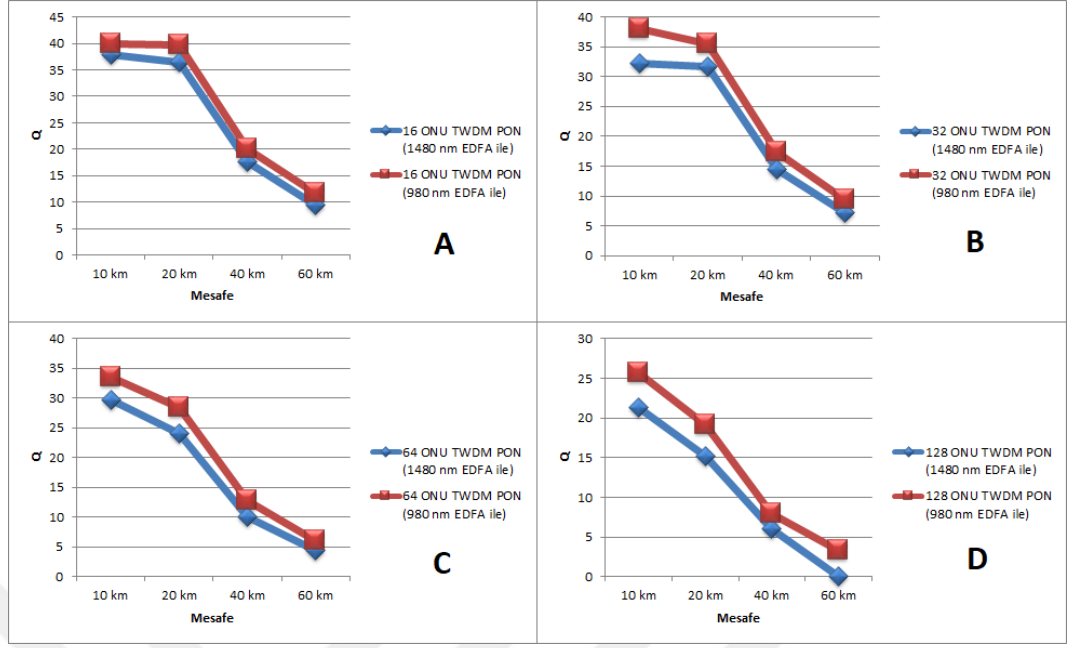 45
40
35
30
25
20
15
10
5
0
Q
10 km 20 km 40 km 60 km
Mesafe
16 ONU TWDM PON
(1480 nm EDFA ile)
16 ONU TWDM PON
(980 nm EDFA ile)
A
40
35
30
25
20
15
10
5
0
Q
10 km 20 km 40 km 60 km
Mesafe
32 ONU TWDM PON
(1480 nm EDFA ile)
32 ONU TWDM PON
(980 nm EDFA ile)
B
40
35
30
25
20
15
10
5
0
Q
10 km 20 km 40 km 60 km
Mesafe
64 ONU TWDM PON
(1480 nm EDFA ile)
64 ONU TWDM PON
(980 nm EDFA ile)
C
30
25
20
15
10
5
0
Q
10 km 20 km 40 km 60 km
Mesafe
128 ONU TWDM PON
(1480 nm EDFA ile)
128 ONU TWDM PON
(980 nm EDFA ile)
D